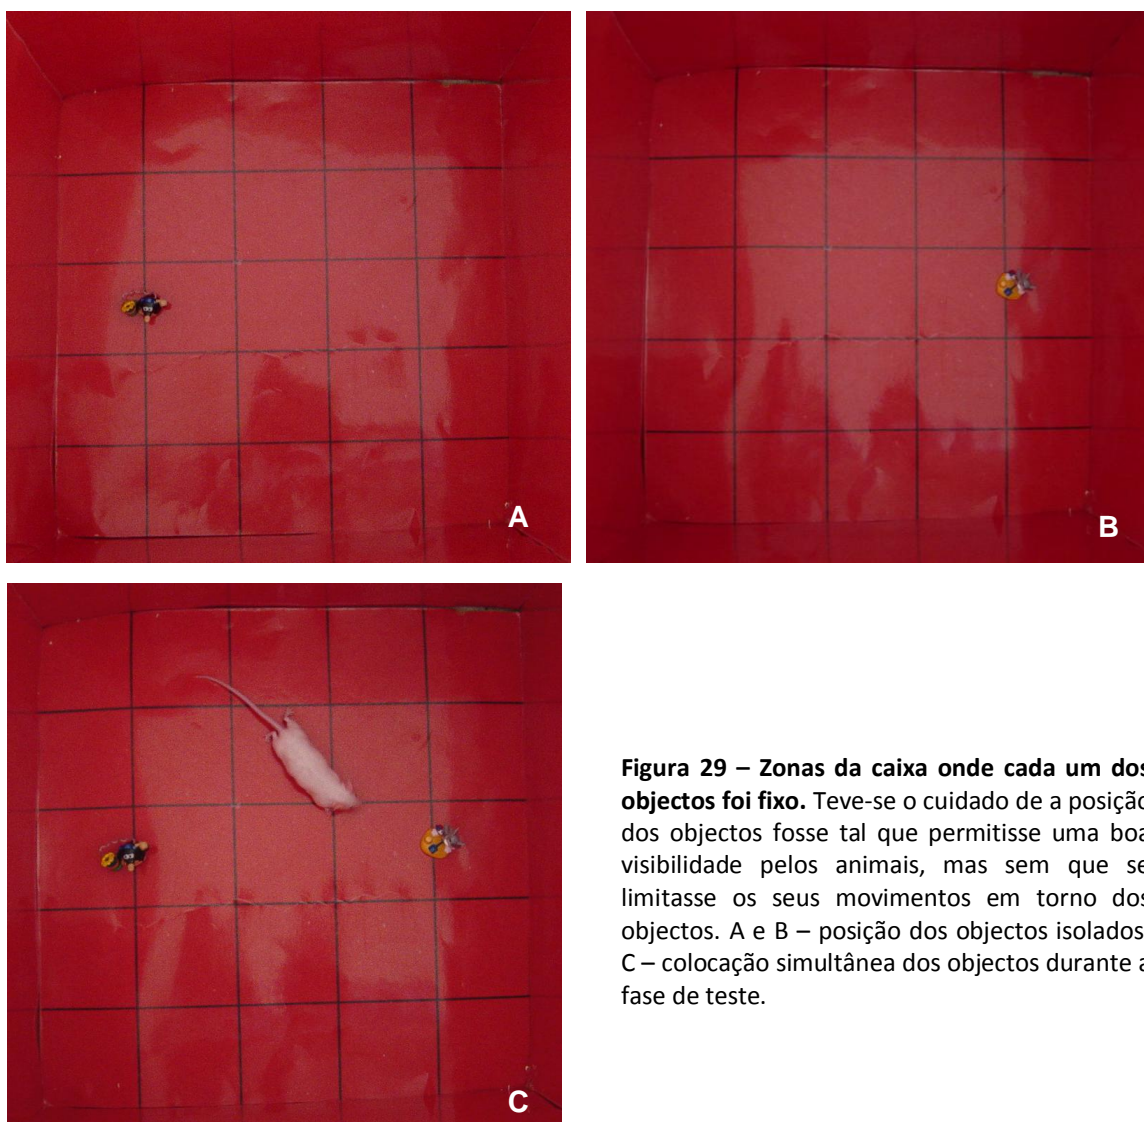 A
B
C
Figura 29 – Zonas da caixa onde cada um dos
objectos foi fixo. Teve-se o cuidado de a posição
dos objectos fosse tal que permitisse uma boa
visibilidade pelos animais, mas sem que se
limitasse os seus movimentos em torno dos
objectos. A e B – posição dos objectos isolados
C – colocação simultânea dos objectos durante a
fase de teste.